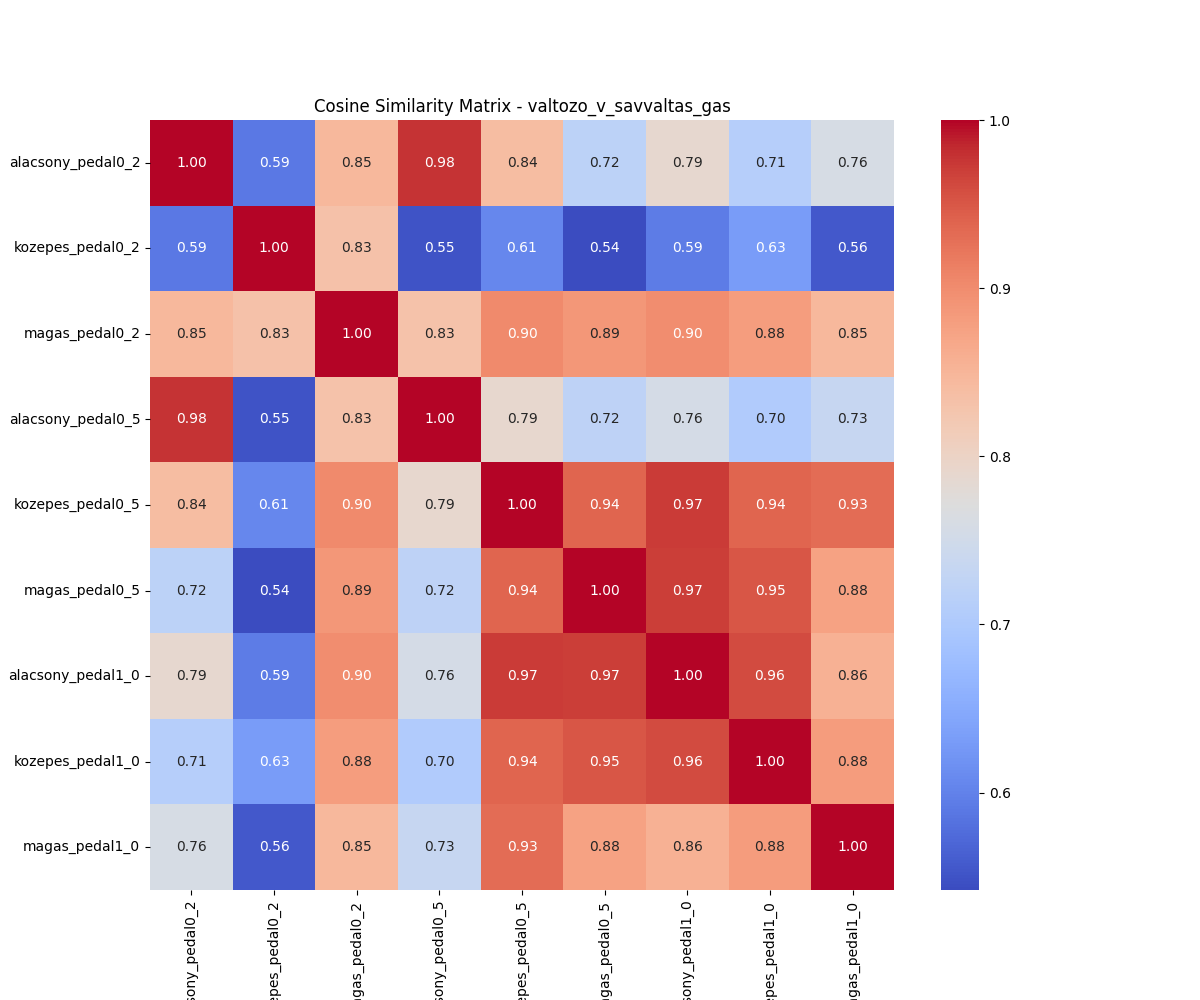 Cosine Similarity Matrix - valtozo_v_savvaltas_gas
alacsony_pedal0_2 1.00 0.59 0.85 0.98 0.84 0.72 0.79 0.71 0.76
kozepes_pedal0_2 0.59 1.00 0.83 0.55 0.61 0.54 0.59 0.63 0.56
magas_pedal0_2 0.85 0.83 1.00 0.83 0.90 0.89 0.90 0.88 0.85
alacsony_pedal0_5 0.98 0.55 0.83 1.00 0.79 0.72 0.76 0.70 0.73
kozepes_pedal0_5 0.84 0.61 0.90 0.79 1.00 0.94 0.97 0.94 0.93
magas_pedal0_5 0.72 0.54 0.89 0.72 0.94 1.00 0.97 0.95 0.88
alacsony_pedal1_0 0.79 0.59 0.90 0.76 0.97 0.97 1.00 0.96 0.86
kozepes_pedal1_0 0.71 0.63 0.88 0.70 0.94 0.95 0.96 1.00 0.88
magas_pedal1_0 0.76 0.56 0.85 0.73 0.93 0.88 0.86 0.88 1.00
sony_pedal0_2
epes_pedal0_2
agas_pedal0_2
sony_pedal0_5
epes_pedal0_5
agas_pedal0_5
sony_pedal1_0
epes_pedal1_0
agas_pedal1_0
1.0
0.9
0.8
0.7
0.6